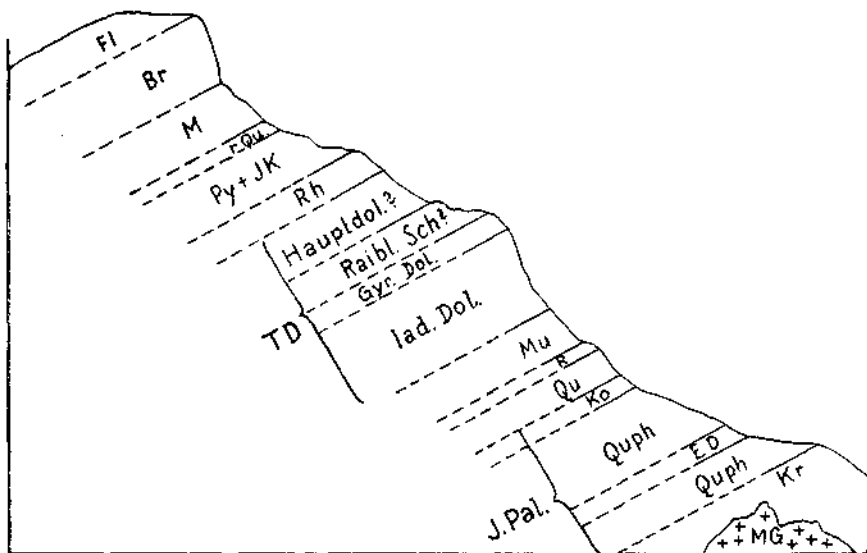 Fl
Br
M
r. Qu.
Py + JK
Rh
Hauptdol.?
Raibl. Sch?
Gyr. Dol.
lad. Dol.
TD
Mu
R
Qu
Ko
Quph
ED
Quph
Kr
J. Pal.
MG